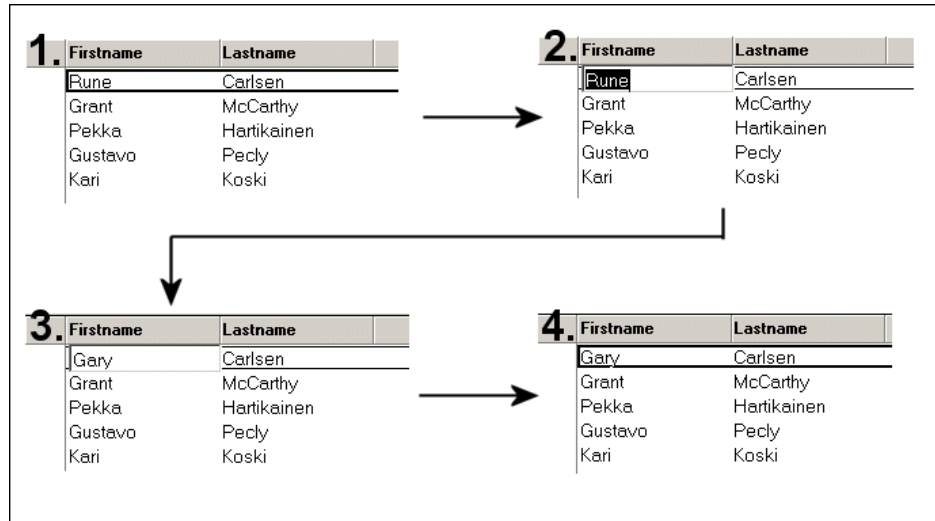 1. Firstname Lastname
Rune Carlsen
Grant McCarthy
Pekka Hartikainen
Gustavo Pecly
Kari Koski
2. Firstname Lastname
Rune Carlsen
Grant McCarthy
Pekka Hartikainen
Gustavo Pecly
Kari Koski
3. Firstname Lastname
Gary Carlsen
Grant McCarthy
Pekka Hartikainen
Gustavo Pecly
Kari Koski
4. Firstname Lastname
Gary Carlsen
Grant McCarthy
Pekka Hartikainen
Gustavo Pecly
Kari Koski